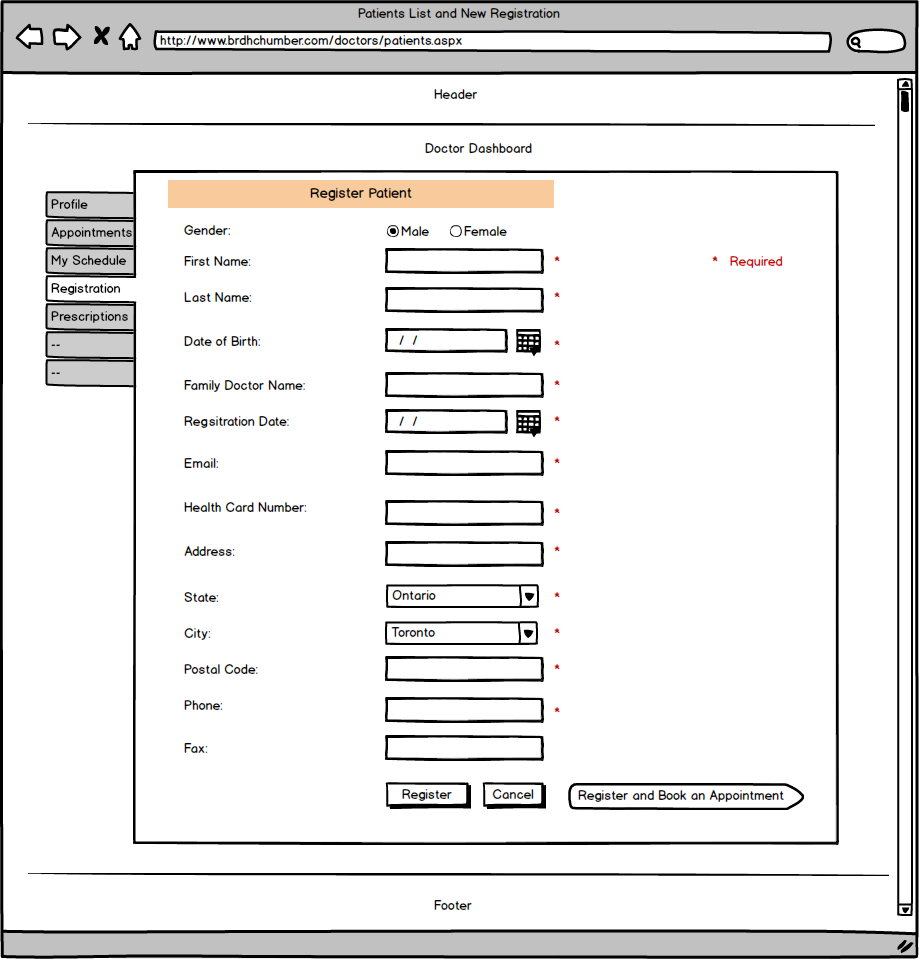 Patients List and New Registration
http://www.brdhchumber.com/doctors/patients.aspx
Header
Doctor Dashboard
Profile
Appointments
My Schedule
Registration
Prescriptions
--
--
Register Patient
Gender: Male Female
First Name: * * Required
Last Name: *
Date of Birth: / / *
Family Doctor Name: *
Regsitration Date: / / *
Email: *
Health Card Number: *
Address: *
State: Ontario *
City: Toronto *
Postal Code: *
Phone: *
Fax:
Register Cancel Register and Book an Appointment
Footer